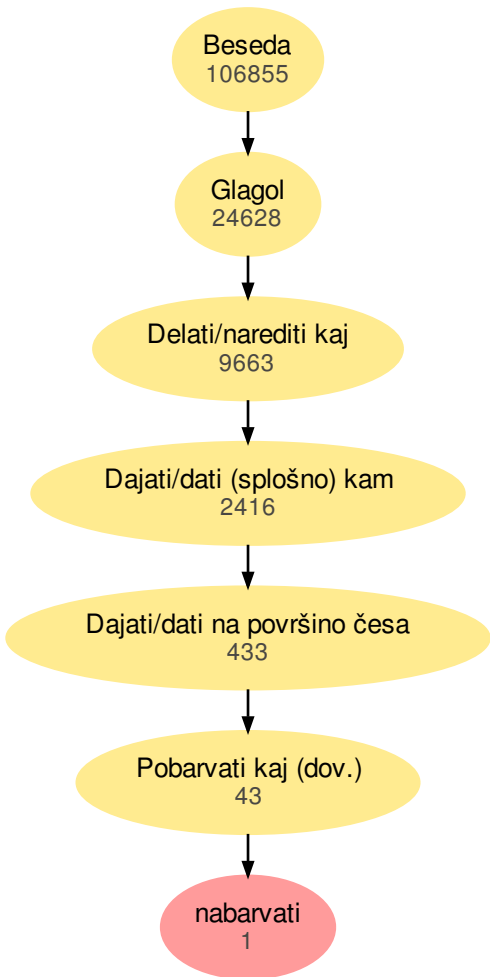 Beseda
106855
Glagol
24628
Delati/narediti kaj
9663
Dajati/dati (splošno) kam
2416
Dajati/dati na površino česa
433
Pobarvati kaj (dov.)
43
nabarvati
1